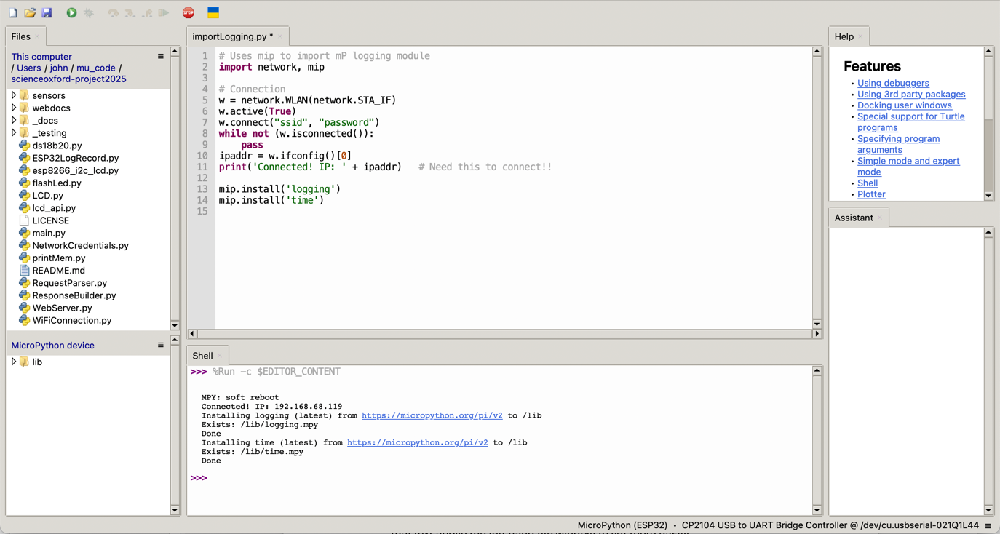 STOP
Files
This computer
/ Users / john / mu_code /
scienceoxford-project2025
sensors
webdocs
_docs
_testing
ds18b20.py
ESP32LogRecord.py
esp8266_i2c_lcd.py
flashLed.py
LCD.py
lcd_api.py
LICENSE
main.py
NetworkCredentials.py
printMem.py
README.md
RequestParser.py
ResponseBuilder.py
WebServer.py
WiFiConnection.py
MicroPython device
lib
importLogging.py *
1 # Uses mip to import mP logging module
2 import network, mip
3
4 # Connection
5 w = network.WLAN(network.STA_IF)
6 w.active(True)
7 w.connect("ssid", "password")
8 while not (w.isconnected()):
9     pass
10 ipaddr = w.ifconfig()[0]
11 print('Connected! IP: ' + ipaddr)   # Need this to connect!!
12
13 mip.install('logging')
14 mip.install('time')
15
Shell
>>> %Run -c $EDITOR_CONTENT
MPY: soft reboot
Connected! IP: 192.168.68.119
Installing logging (latest) from https://micropython.org/pi/v2 to /lib
Exists: /lib/logging.mpy
Done
Installing time (latest) from https://micropython.org/pi/v2 to /lib
Exists: /lib/time.mpy
Done
>>>
Help
Features
• Using debuggers
• Using 3rd party packages
• Docking user windows
• Special support for Turtle
programs
• Specifying program
arguments
• Simple mode and expert
mode
• Shell
• Plotter
Assistant
MicroPython (ESP32) • CP2104 USB to UART Bridge Controller @ /dev/cu.usbserial-021Q1L44 ≡